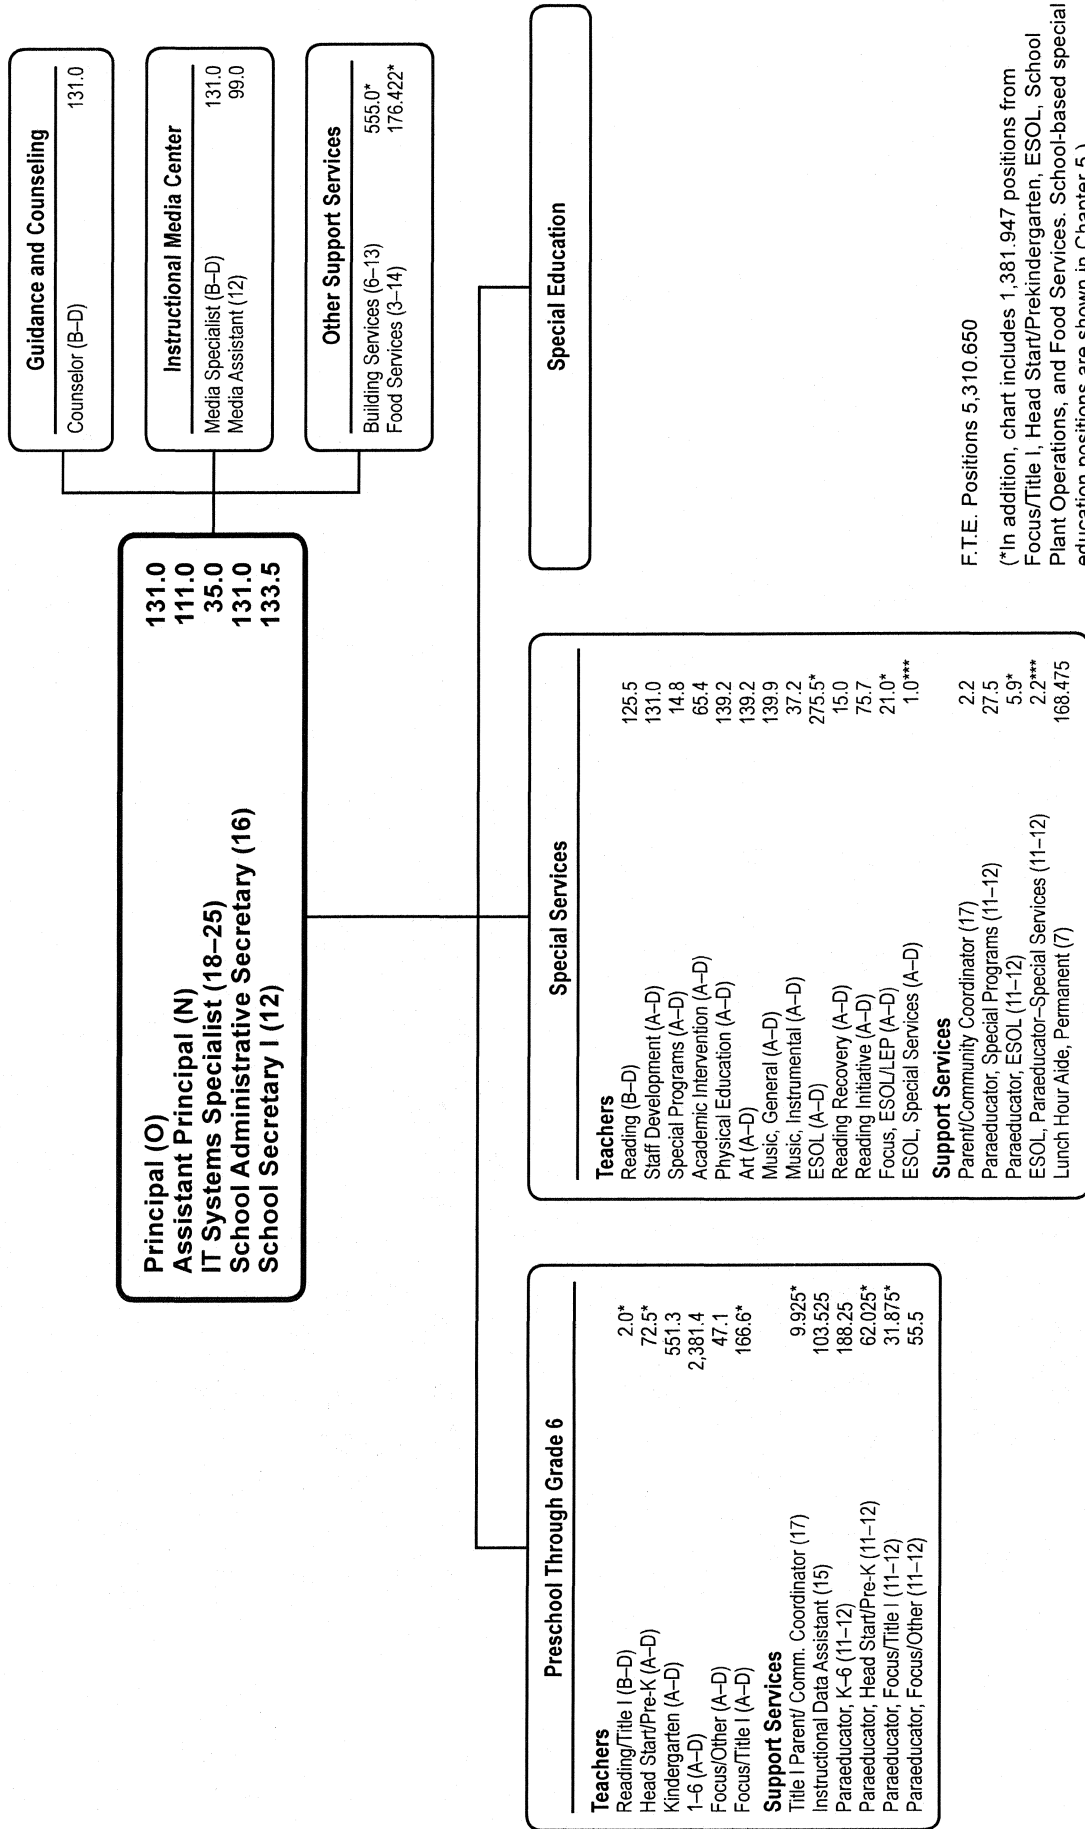 Principal (O) 131.0
Assistant Principal (N) 111.0
IT Systems Specialist (18–25) 35.0
School Administrative Secretary (16) 131.0
School Secretary I (12) 133.5
Guidance and Counseling
Counselor (B–D) 131.0
Instructional Media Center
Media Specialist (B–D) 131.0
Media Assistant (12) 99.0
Other Support Services
Building Services (6–13) 555.0*
Food Services (3–14) 176.422*
Preschool Through Grade 6
Teachers
Reading/Title I (B–D) 2.0*
Head Start/Pre-K (A–D) 72.5*
Kindergarten (A–D) 551.3
1–6 (A–D) 2,381.4
Focus/Other (A–D) 47.1
Focus/Title I (A–D) 166.6*
Support Services
Title I Parent/ Comm. Coordinator (17) 9.925*
Instructional Data Assistant (15) 103.525
Paraeducator, K–6 (11–12) 188.25
Paraeducator, Head Start/Pre-K (11–12) 62.025*
Paraeducator, Focus/Title I (11–12) 31.875*
Paraeducator, Focus/Other (11–12) 55.5
Special Services
Teachers
Reading (B–D) 125.5
Staff Development (A–D) 131.0
Special Programs (A–D) 14.8
Academic Intervention (A–D) 65.4
Physical Education (A–D) 139.2
Art (A–D) 139.2
Music, General (A–D) 139.9
Music, Instrumental (A–D) 37.2
ESOL (A–D) 275.5*
Reading Recovery (A–D) 15.0
Reading Initiative (A–D) 75.7
Focus, ESOL/LEP (A–D) 21.0*
ESOL, Special Services (A–D) 1.0***
Support Services
Parent/Community Coordinator (17) 2.2
Paraeducator, Special Programs (11–12) 27.5
Paraeducator, ESOL (11–12) 5.9*
ESOL, Paraeducator–Special Services (11–12) 2.2***
Lunch Hour Aide, Permanent (7) 168.475
Special Education
F.T.E. Positions 5,310.650
(*In addition, chart includes 1,381.947 positions from
Focus/Title I, Head Start/Prekindergarten, ESOL, School
Plant Operations, and Food Services. School-based special
education positions are shown in Chapter 5.)